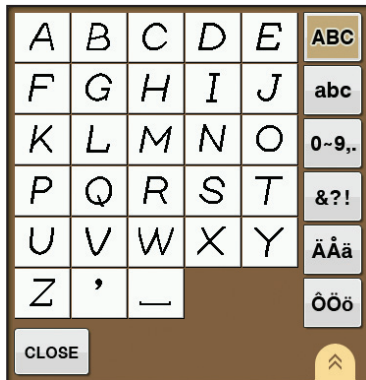 A B C D E ABC
F G H I J abc
K L M N O 0~9,.
P Q R S T &?!
U V W X Y ÄÅä
Z ’ _ ÔÖö
CLOSE